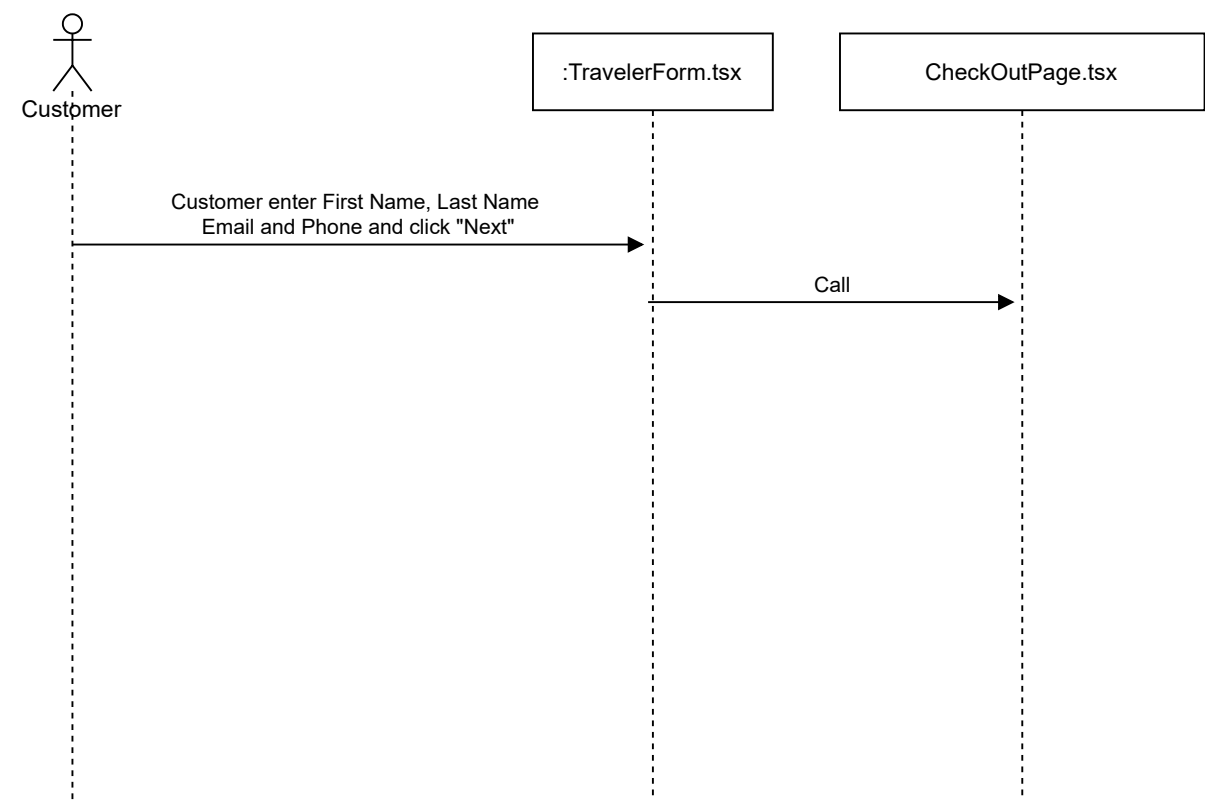 Customer
:TravelerForm.tsx
CheckOutPage.tsx
Customer enter First Name, Last Name
Email and Phone and click "Next"
Call